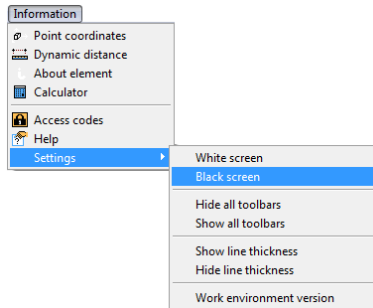 Information
Point coordinates
Dynamic distance
About element
Calculator
Access codes
Help
Settings
White screen
Black screen
Hide all toolbars
Show all toolbars
Show line thickness
Hide line thickness
Work environment version